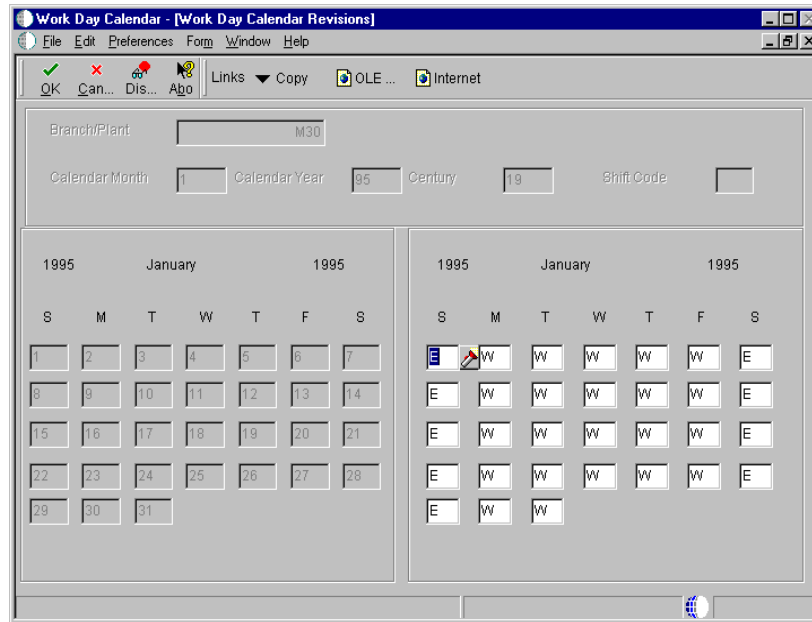 Work Day Calendar - [Work Day Calendar Revisions]
File Edit Preferences Form Window Help
OK Can... Dis... Abo Links Copy OLE ... Internet
Branch/Plant M30
Calendar Month 1 Calendar Year 95 Century 19 Shift Code
1995 January 1995 1995 January 1995
S M T W T F S S M T W T F S
1 2 3 4 5 6 7 E W W W W W E
8 9 10 11 12 13 14 E W W W W W E
15 16 17 18 19 20 21 E W W W W W E
22 23 24 25 26 27 28 E W W W W W E
29 30 31 E W W